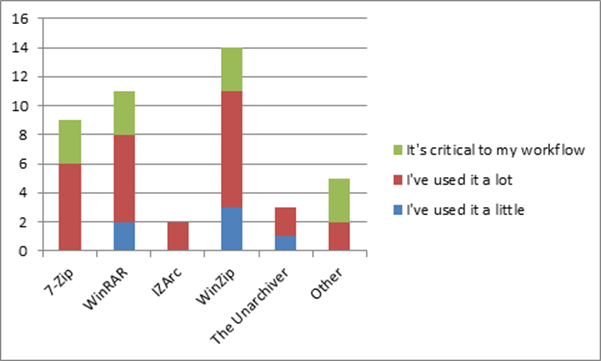 16
14
12
10
8
6
4
2
0
7-Zip
WinRAR
IZArc
WinZip
The Unarchiver
Other
It's critical to my workflow
I've used it a lot
I've used it a little